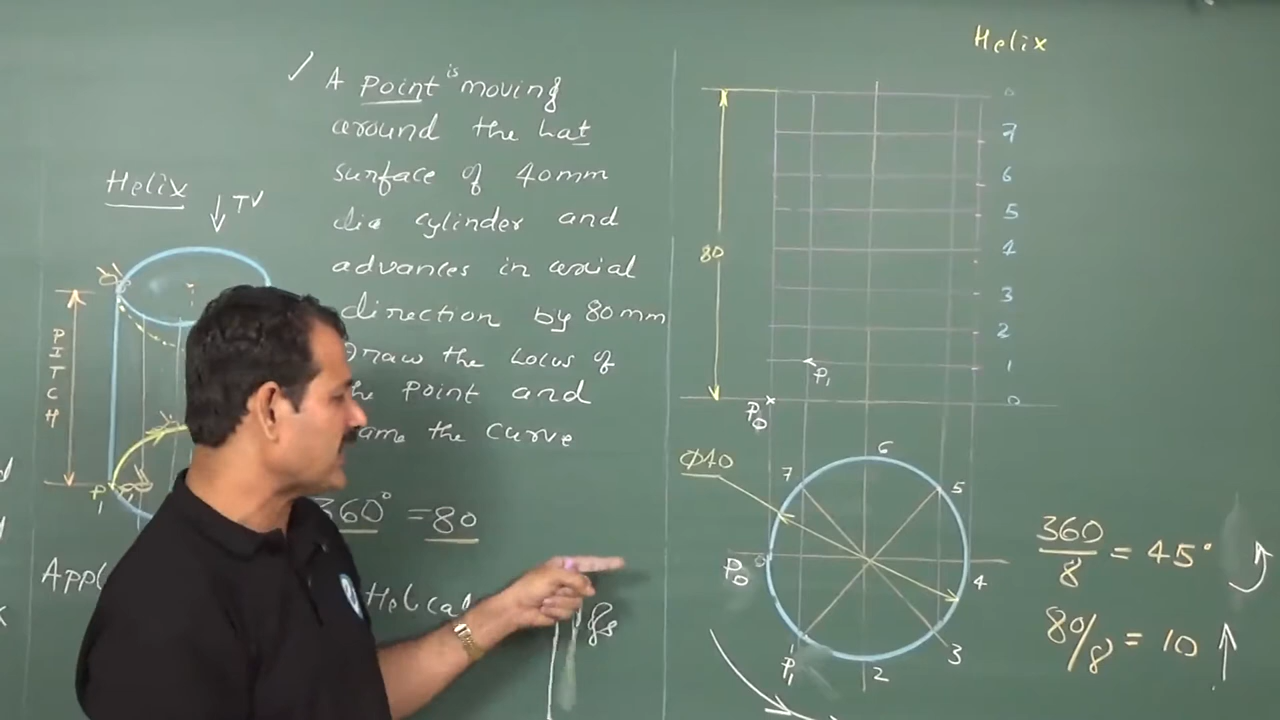 Helix
✓ A Point is moving
around the Lat
surface of 40mm
dia cylinder and
advances in axial
direction by 80mm
Draw the Locus of
the Point and
name the curve
360° = 80
Helical
Helix
↓ T✓
PITCH
P1
Helix
0
7
6
5
4
3
2
1
0
80
P1
P0
Φ40
7
6
5
P0
0
4
1
P1
2
3
360/8 = 45°
80/8 = 10 ↑